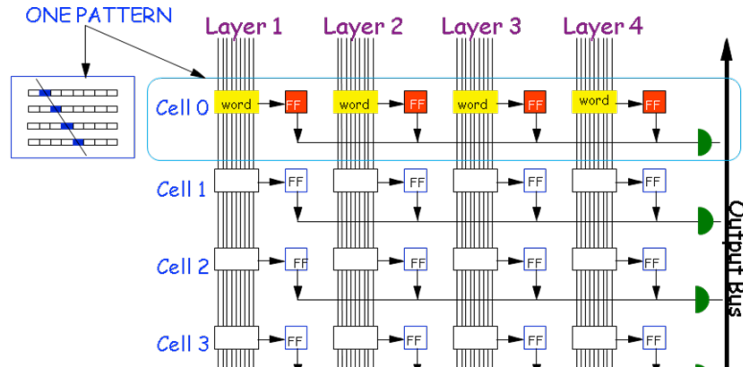 ONE PATTERN
Layer 1 Layer 2 Layer 3 Layer 4
Cell 0 word FF word FF word FF word FF
Cell 1 FF FF FF FF
Cell 2 FF FF FF FF
Cell 3 FF FF FF FF
Output Bus